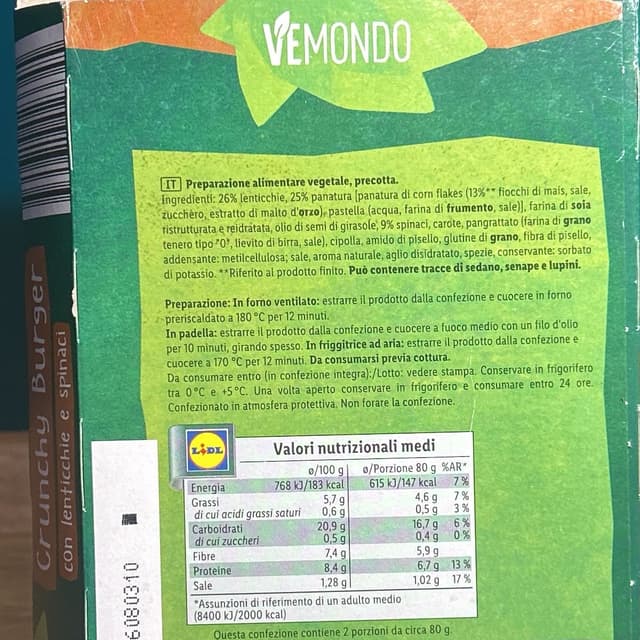 VEMONDO
IT Preparazione alimentare vegetale, precotta.
Ingredienti: 26% lenticchie, 25% panatura [panatura di corn flakes (13%** fiocchi di mais, sale,
zucchero, estratto di malto d'orzo), pastella (acqua, farina di frumento, sale)], farina di soia
ristrutturata e reidratata, olio di semi di girasole, 9% spinaci, carote, pangrattato (farina di grano
tenero tipo "0", lievito di birra, sale), cipolla, amido di pisello, glutine di grano, fibra di pisello,
addensante: metilcellulosa; sale, aroma naturale, aglio disidratato, spezie, conservante: sorbato
di potassio. **Riferito al prodotto finito. Può contenere tracce di sedano, senape e lupini.
Preparazione: In forno ventilato: estrarre il prodotto dalla confezione e cuocere in forno
preriscaldato a 180 °C per 12 minuti.
In padella: estrarre il prodotto dalla confezione e cuocere a fuoco medio con un filo d'olio
per 10 minuti, girando spesso. In friggitrice ad aria: estrarre il prodotto dalla confezione e
cuocere a 170 °C per 12 minuti. Da consumarsi previa cottura.
Da consumare entro (in confezione integra):/Lotto: vedere stampa. Conservare in frigorifero
tra 0 °C e +5 °C. Una volta aperto conservare in frigorifero e consumare entro 24 ore.
Confezionato in atmosfera protettiva. Non forare la confezione.
LIDL
Valori nutrizionali medi
ø/100 g ø/Porzione 80 g %AR*
Energia 768 kJ/183 kcal 615 kJ/147 kcal 7 %
Grassi 5,7 g 4,6 g 7 %
di cui acidi grassi saturi 0,6 g 0,5 g 3 %
Carboidrati 20,9 g 16,7 g 6 %
di cui zuccheri 0,5 g 0,4 g 0 %
Fibre 7,4 g 5,9 g
Proteine 8,4 g 6,7 g 13 %
Sale 1,28 g 1,02 g 17 %
*Assunzioni di riferimento di un adulto medio
(8400 kJ/2000 kcal)
Questa confezione contiene 2 porzioni da circa 80 g.
Crunchy Burger
con lenticchie e spinaci
6080310